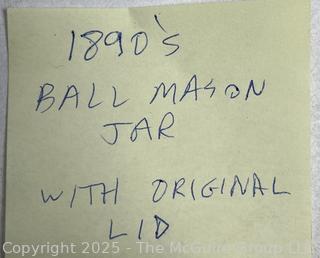 1890's
BALL MASON
JAR
WITH ORIGINAL
LID
Copyright 2025 - The McGuire Group LLC